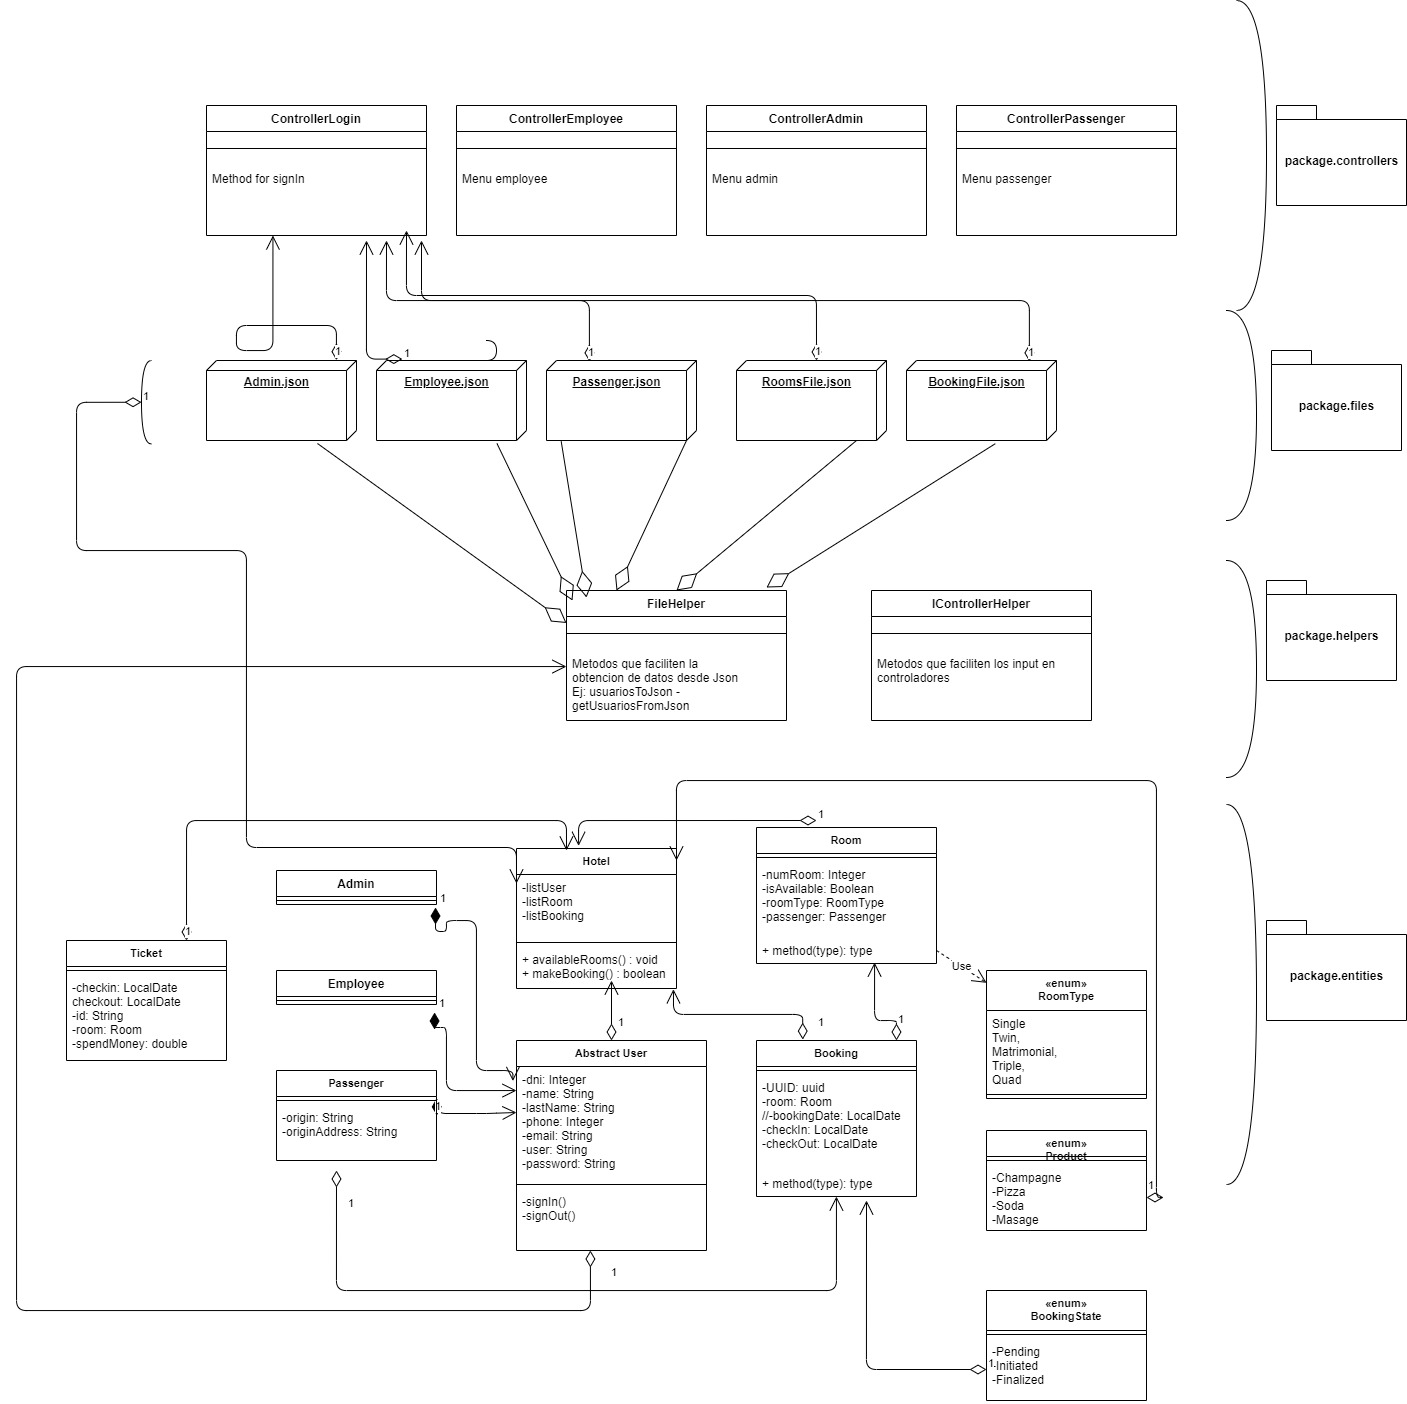 ControllerLogin
Method for signIn
ControllerEmployee
Menu employee
ControllerAdmin
Menu admin
ControllerPassenger
Menu passenger
package.controllers
1
1
1
1
1
1
Admin.json
Employee.json
Passenger.json
RoomsFile.json
BookingFile.json
package.files
FileHelper
Metodos que faciliten la
obtencion de datos desde Json
Ej: usuariosToJson -
getUsuariosFromJson
IControllerHelper
Metodos que faciliten los input en
controladores
package.helpers
1
Hotel
-listUser
-listRoom
-listBooking
+ availableRooms() : void
+ makeBooking() : boolean
Room
-numRoom: Integer
-isAvailable: Boolean
-roomType: RoomType
-passenger: Passenger
+ method(type): type
Use
Admin
1
1
Ticket
-checkin: LocalDate
checkout: LocalDate
-id: String
-room: Room
-spendMoney: double
Employee
1
Passenger
-origin: String
-originAddress: String
1
1
1
Abstract User
-dni: Integer
-name: String
-lastName: String
-phone: Integer
-email: String
-user: String
-password: String
-signIn()
-signOut()
1
1
1
Booking
-UUID: uuid
-room: Room
//-bookingDate: LocalDate
-checkIn: LocalDate
-checkOut: LocalDate
+ method(type): type
«enum»
RoomType
Single
Twin,
Matrimonial,
Triple,
Quad
«enum»
Product
-Champagne
-Pizza
-Soda
-Masage
1
«enum»
BookingState
-Pending
-Initiated
-Finalized
1
package.entities